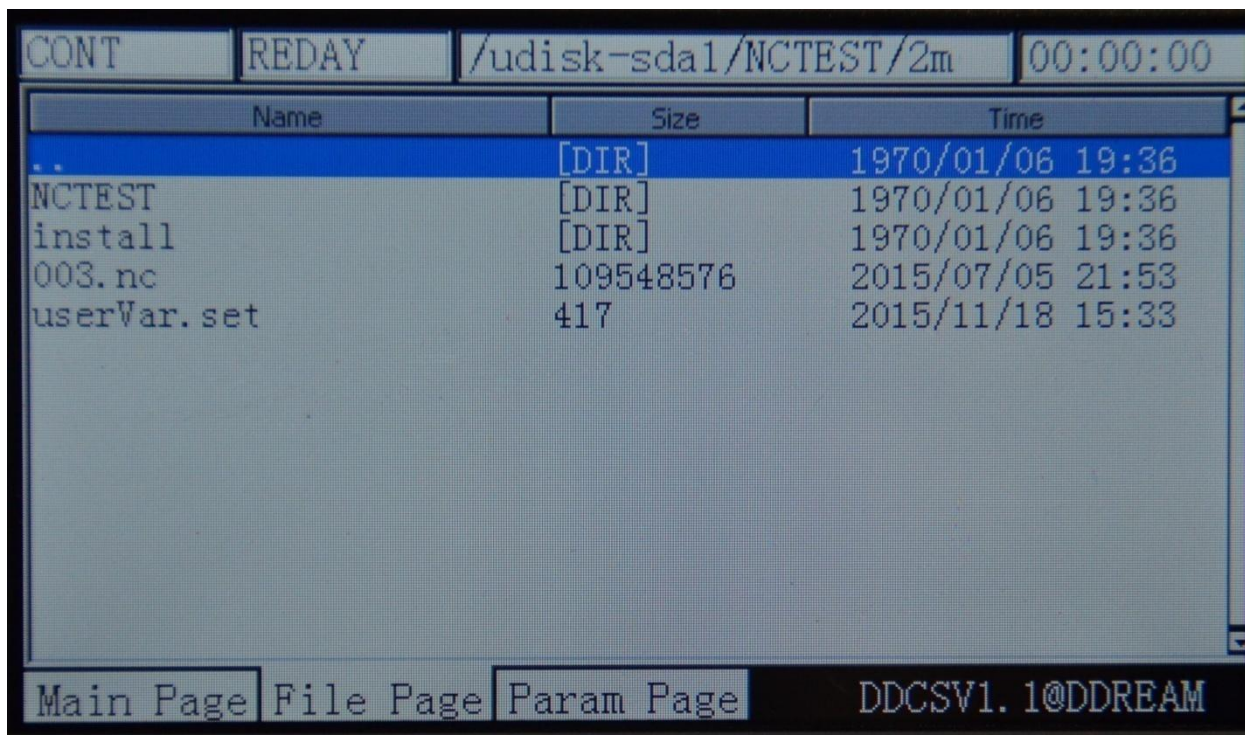 CONT REDAY /udisk-sda1/NCTEST/2m 00:00:00
Name Size Time
.. [DIR] 1970/01/06 19:36
NCTEST [DIR] 1970/01/06 19:36
install [DIR] 1970/01/06 19:36
003.nc 109548576 2015/07/05 21:53
userVar.set 417 2015/11/18 15:33
Main Page File Page Param Page DDCSV1.1@DDREAM